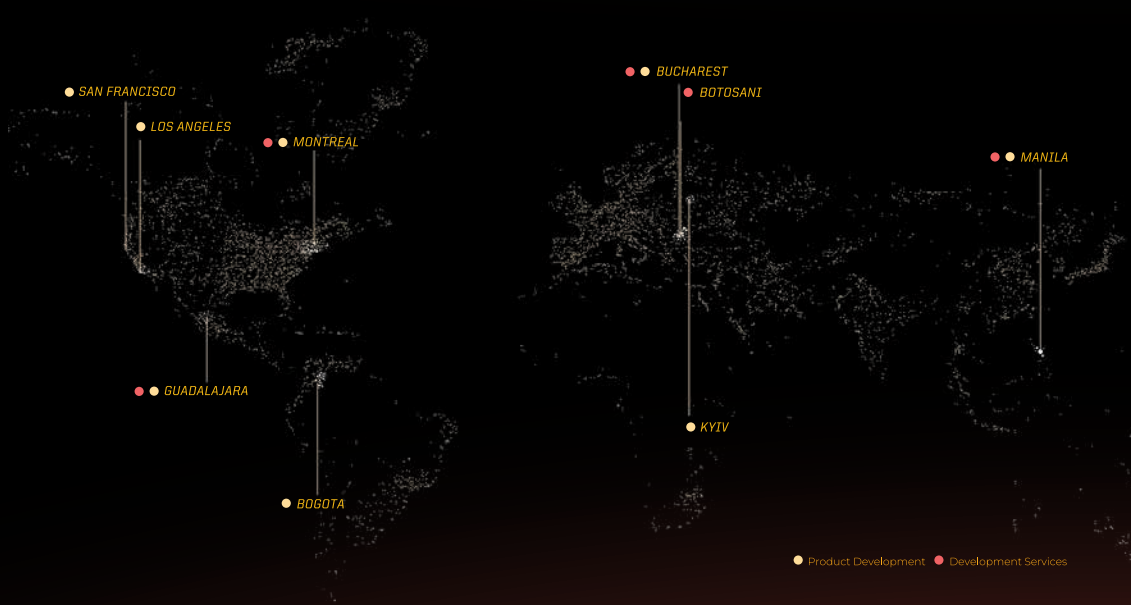 BUCHAREST
SAN FRANCISCO
BOTOSANI
LOS ANGELES
MONTREAL
MANILA
GUADALAJARA
KYIV
BOGOTA
Product Development
Development Services